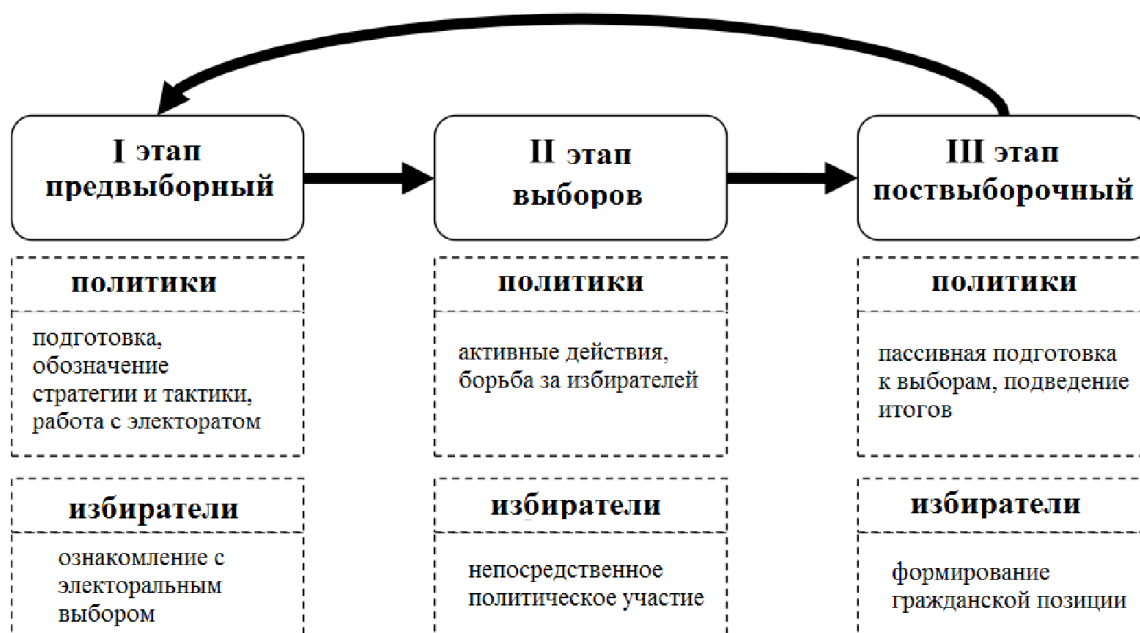 I этап
предвыборный
II этап
выборов
III этап
поствыборочный
политики
подготовка,
обозначение
стратегии и тактики,
работа с электоратом
политики
активные действия,
борьба за избирателей
политики
пассивная подготовка
к выборам, подведение
итогов
избиратели
ознакомление с
электоральным
выбором
избиратели
непосредственное
политическое участие
избиратели
формирование
гражданской позиции